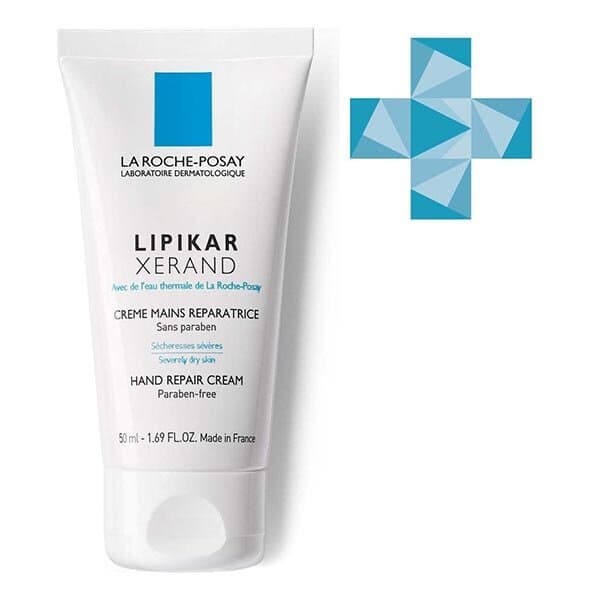 LA ROCHE-POSAY
LABORATOIRE DERMATOLOGIQUE
LIPIKAR
XERAND
Avec de l'eau thermale de La Roche-Posay
CREME MAINS REPARATRICE
Sans paraben
Sécheresses sévères
Severely dry skin
HAND REPAIR CREAM
Paraben-free
50 ml - 1.69 FL.OZ. Made in France